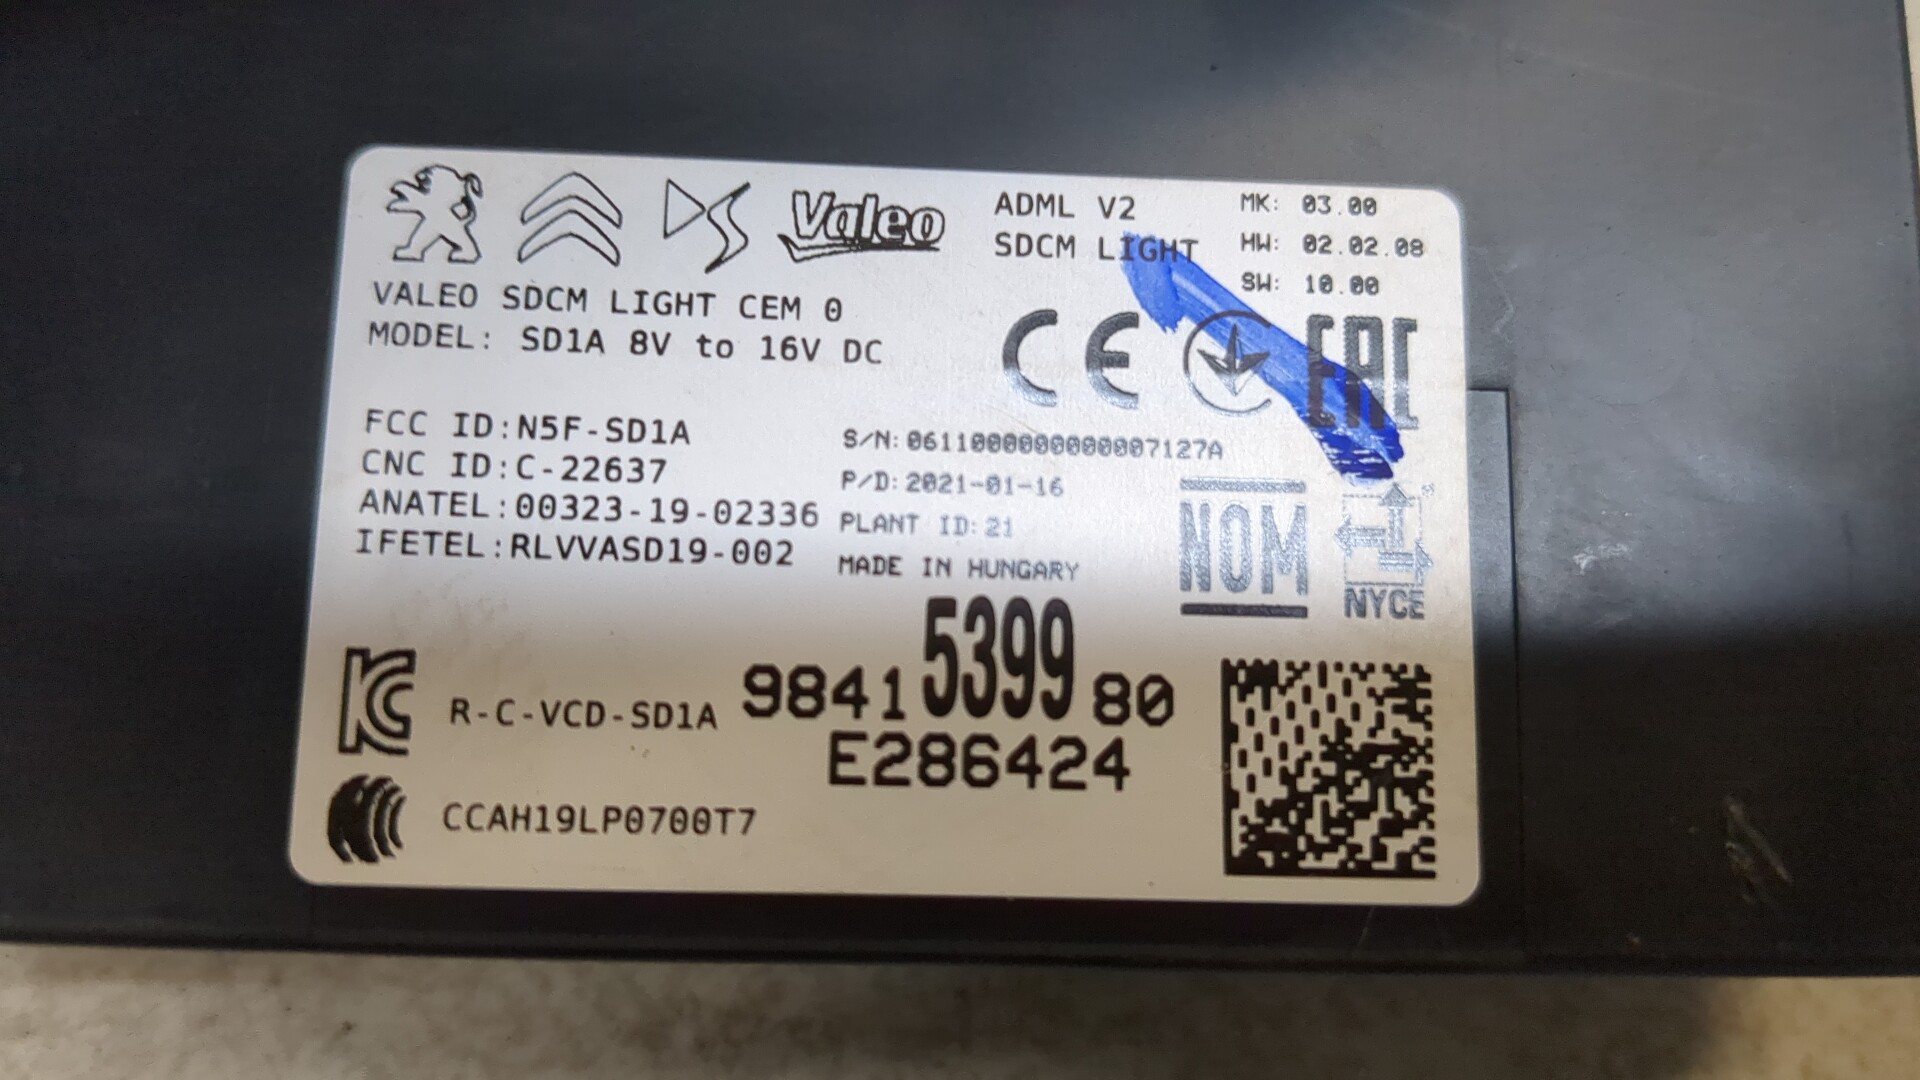 Valeo
ADML V2
SDCM LIGHT
MK: 03.00
HW: 02.02.08
SW: 10.00
VALEO SDCM LIGHT CEM 0
MODEL: SD1A 8V to 16V DC
CE
EAC
FCC ID:N5F-SD1A
CNC ID:C-22637
ANATEL:00323-19-02336
IFETEL:RLVVASD19-002
S/N:0611000000000007127A
P/D:2021-01-16
PLANT ID:21
MADE IN HUNGARY
NOM
NYCE
R-C-VCD-SD1A
9841539980
E286424
CCAH19LP0700T7